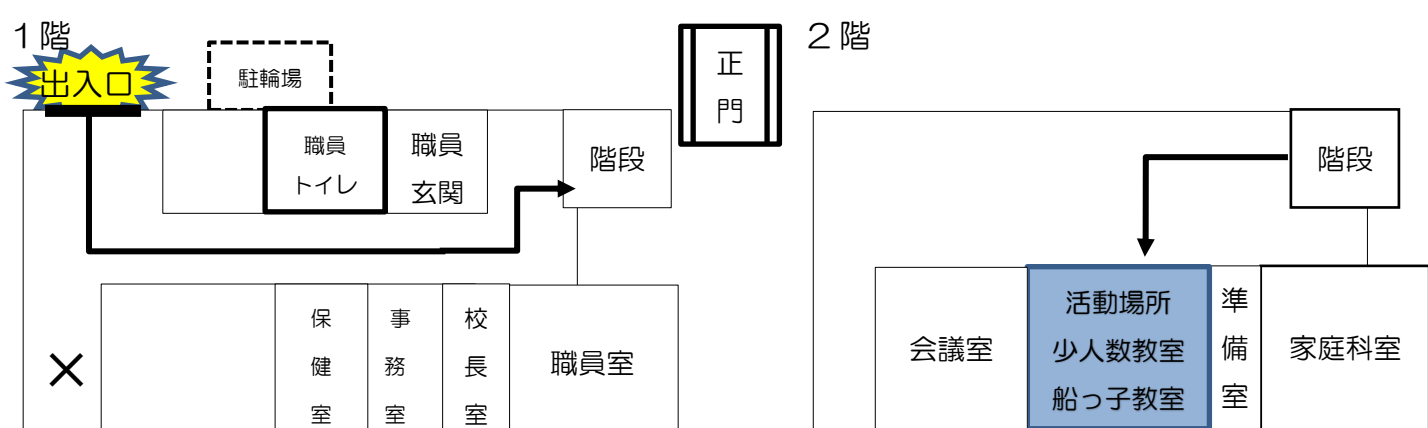 1階
出入口
駐輪場
正門
職員トイレ
職員玄関
階段
保健室
事務室
校長室
職員室
×
2階
階段
会議室
活動場所
少人数教室
船っ子教室
準備室
家庭科室